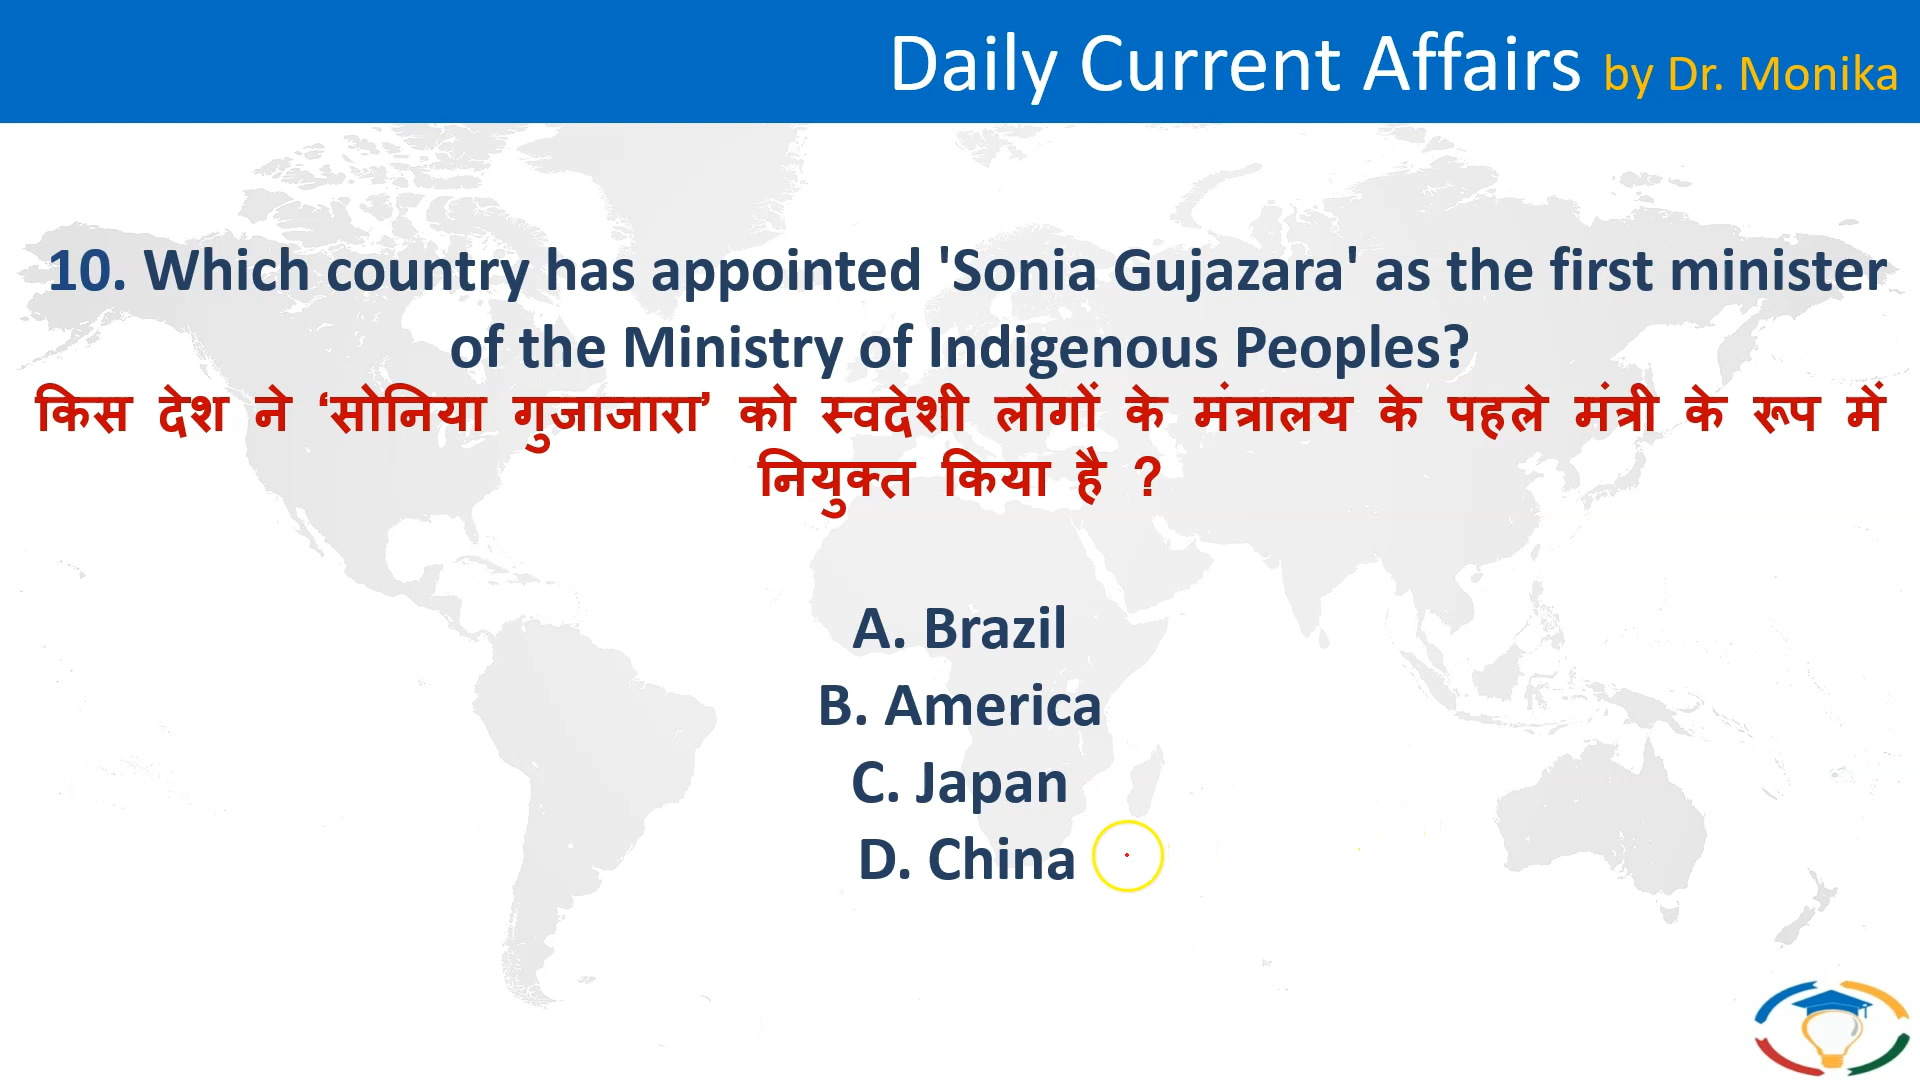 Daily Current Affairs by Dr. Monika
10. Which country has appointed 'Sonia Gujazara' as the first minister
of the Ministry of Indigenous Peoples?
किस देश ने ‘सोनिया गुजाजारा’ को स्वदेशी लोगों के मंत्रालय के पहले मंत्री के रूप में
नियुक्त किया है ?
A. Brazil
B. America
C. Japan
D. China